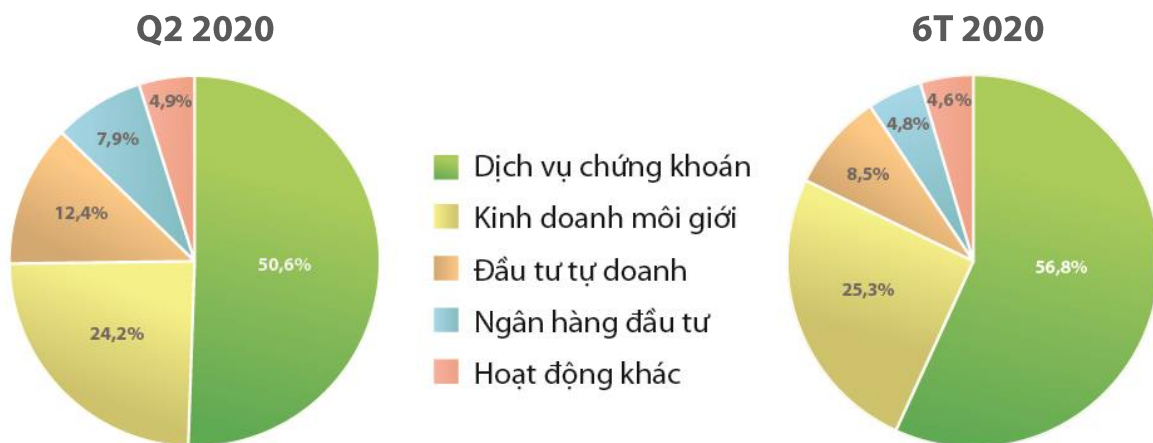 Q2 2020
4,9%
7,9%
12,4%
50,6%
24,2%
Dịch vụ chứng khoán
Kinh doanh môi giới
Đầu tư tự doanh
Ngân hàng đầu tư
Hoạt động khác
6T 2020
4,6%
4,8%
8,5%
56,8%
25,3%